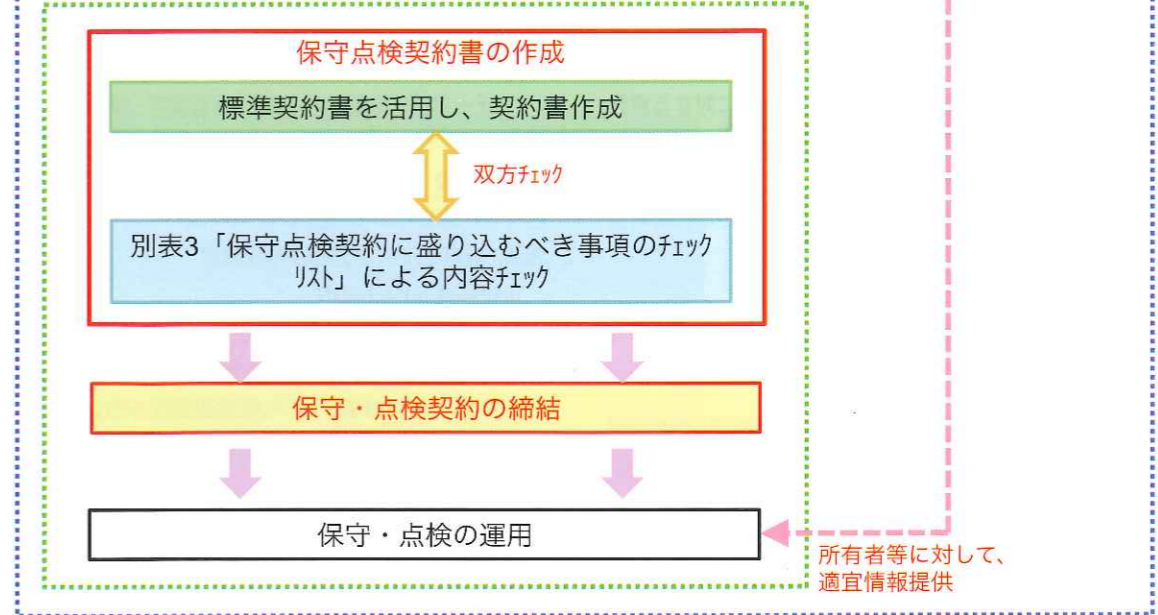 保守点検契約書の作成
標準契約書を活用し、契約書作成
双方ﾁｪｯｸ
別表3「保守点検契約に盛り込むべき事項のﾁｪｯｸ
ﾘｽﾄ」による内容ﾁｪｯｸ
保守・点検契約の締結
保守・点検の運用
所有者等に対して、
適宜情報提供